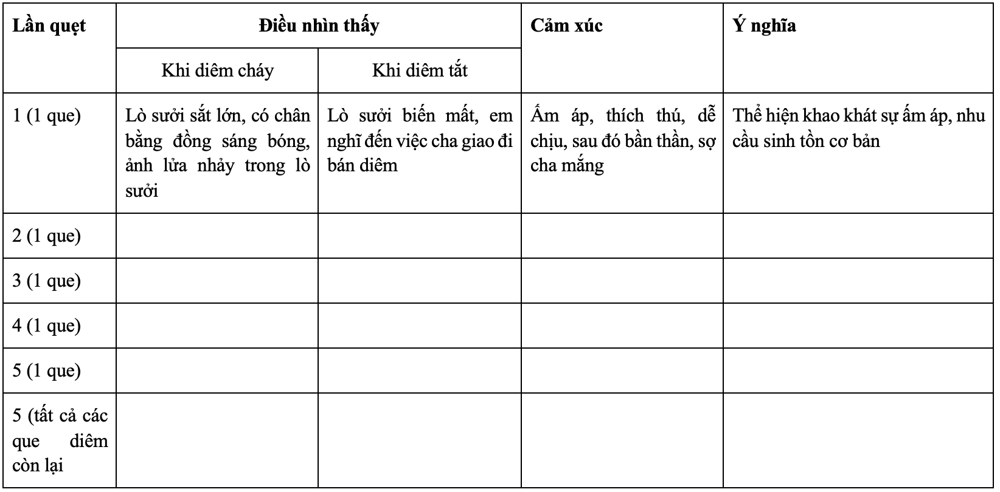 Lần quẹt
Điều nhìn thấy
Cảm xúc
Ý nghĩa
Khi diêm cháy
Khi diêm tắt
1 (1 que)
Lò sưởi sắt lớn, có chân
bằng đồng sáng bóng,
ảnh lửa nhảy trong lò
sưởi
Lò sưởi biến mất, em
nghĩ đến việc cha giao đi
bán diêm
Ấm áp, thích thú, dễ
chịu, sau đó bần thần, sợ
cha mắng
Thể hiện khao khát sự ấm áp, nhu
cầu sinh tồn cơ bản
2 (1 que)
3 (1 que)
4 (1 que)
5 (1 que)
5 (tất cả các
que diêm
còn lại